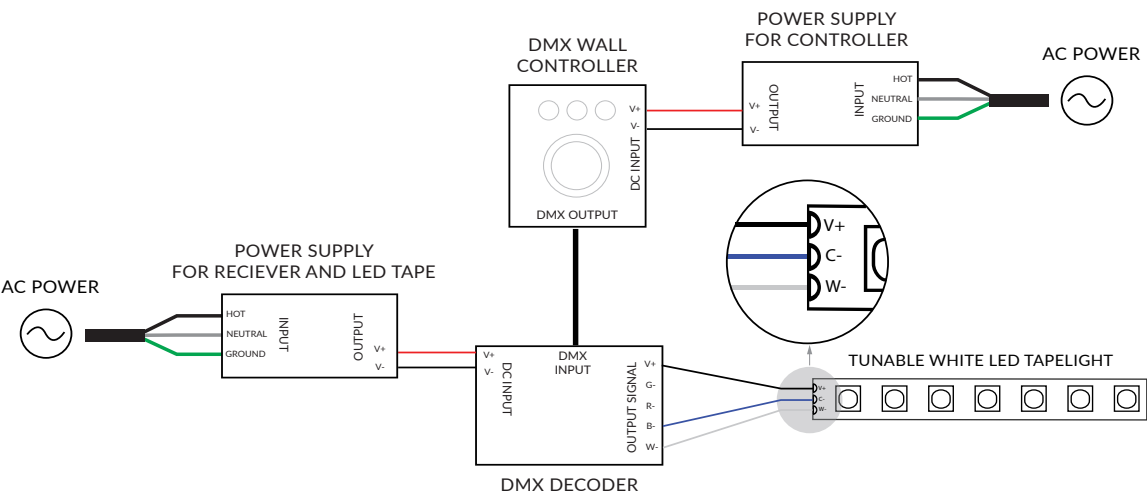 POWER SUPPLY
FOR CONTROLLER
DMX WALL
CONTROLLER
AC POWER
V+
V-
DC INPUT
DMX OUTPUT
V+
V-
OUTPUT
INPUT
HOT
NEUTRAL
GROUND
V+
C-
W-
POWER SUPPLY
FOR RECIEVER AND LED TAPE
AC POWER
HOT
NEUTRAL
GROUND
INPUT
OUTPUT
V+
V-
V+
V-
DC INPUT
DMX
INPUT
OUTPUT SIGNAL
V+
G-
R-
B-
W-
DMX DECODER
TUNABLE WHITE LED TAPELIGHT
V+
C-
W-